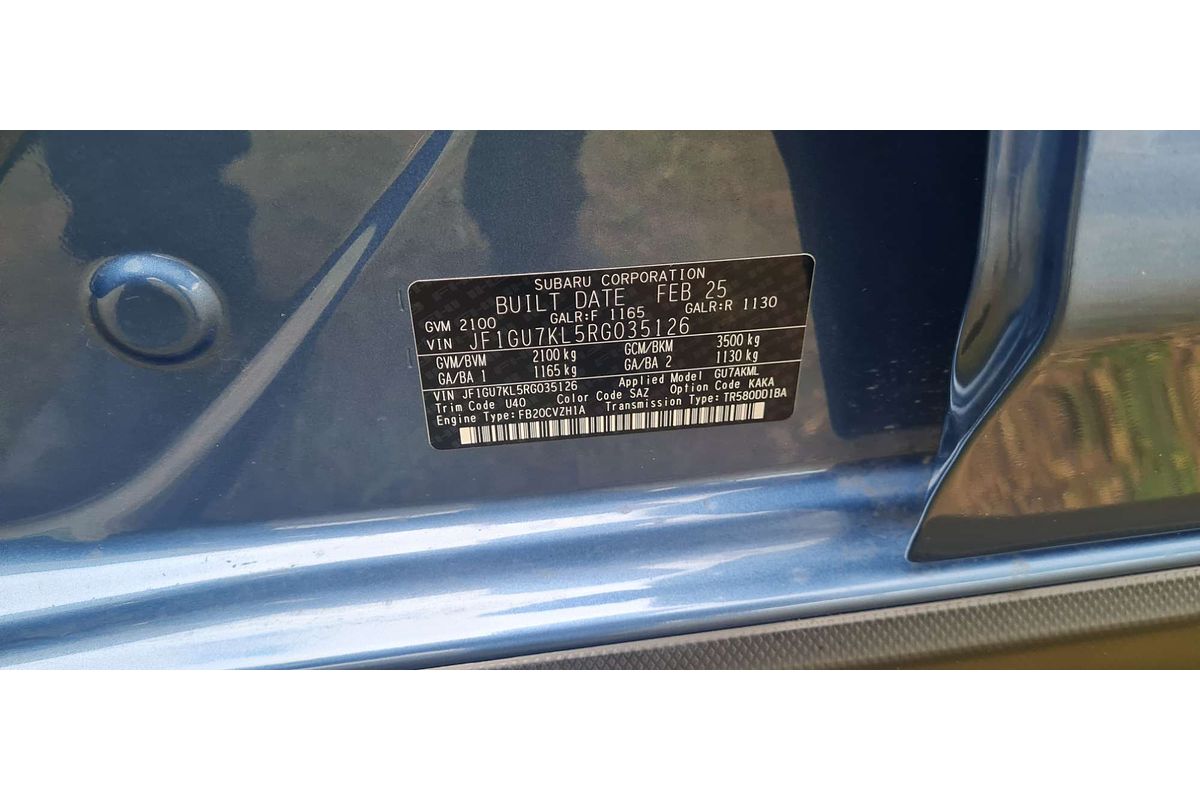 SUBARU CORPORATION
BUILT DATE FEB 25
GVM 2100 GALR:F 1165 GALR:R 1130
VIN JF1GU7KL5RG035126
GVM/BVM 2100 kg GCM/BKM 3500 kg
GA/BA 1 1165 kg GA/BA 2 1130 kg
VIN JF1GU7KL5RG035126 Applied Model GU7AKML
Trim Code U40 Color Code SAZ Option Code KAKA
Engine Type:FB20CVZH1A Transmission Type:TR580DD1BA